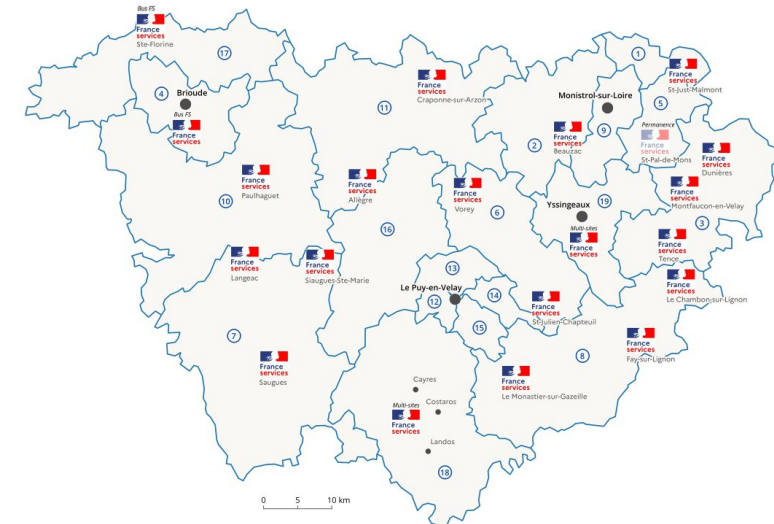 Bus FS
France
services
Ste-Florine
17
1
France
services
St-Just-Malmont
France
services
Craponne-sur-Arzon
4
Brioude
Bus FS
France
services
11
Monistrol-sur-Loire
5
France
services
Beauzac
9
Permanence
France
services
St-Pal-de-Mons
2
France
services
Dunières
France
services
Paulhaguet
France
services
Allègre
France
services
Vorey
France
services
Montfaucon-en-Velay
10
6
19
Yssingeaux
Multi-sites
France
services
3
16
France
services
Tence
France
services
Langeac
France
services
Siaugues-Ste-Marie
13
France
services
Le Chambon-sur-Lignon
Le Puy-en-Velay
12
14
France
services
St-Julien-Chapteuil
15
7
France
services
Fay-sur-Lignon
8
France
services
Saugues
France
services
Le Monastier-sur-Gazeille
Cayres
Multi-sites
France
services
Costaros
Landos
18
0 5 10 km